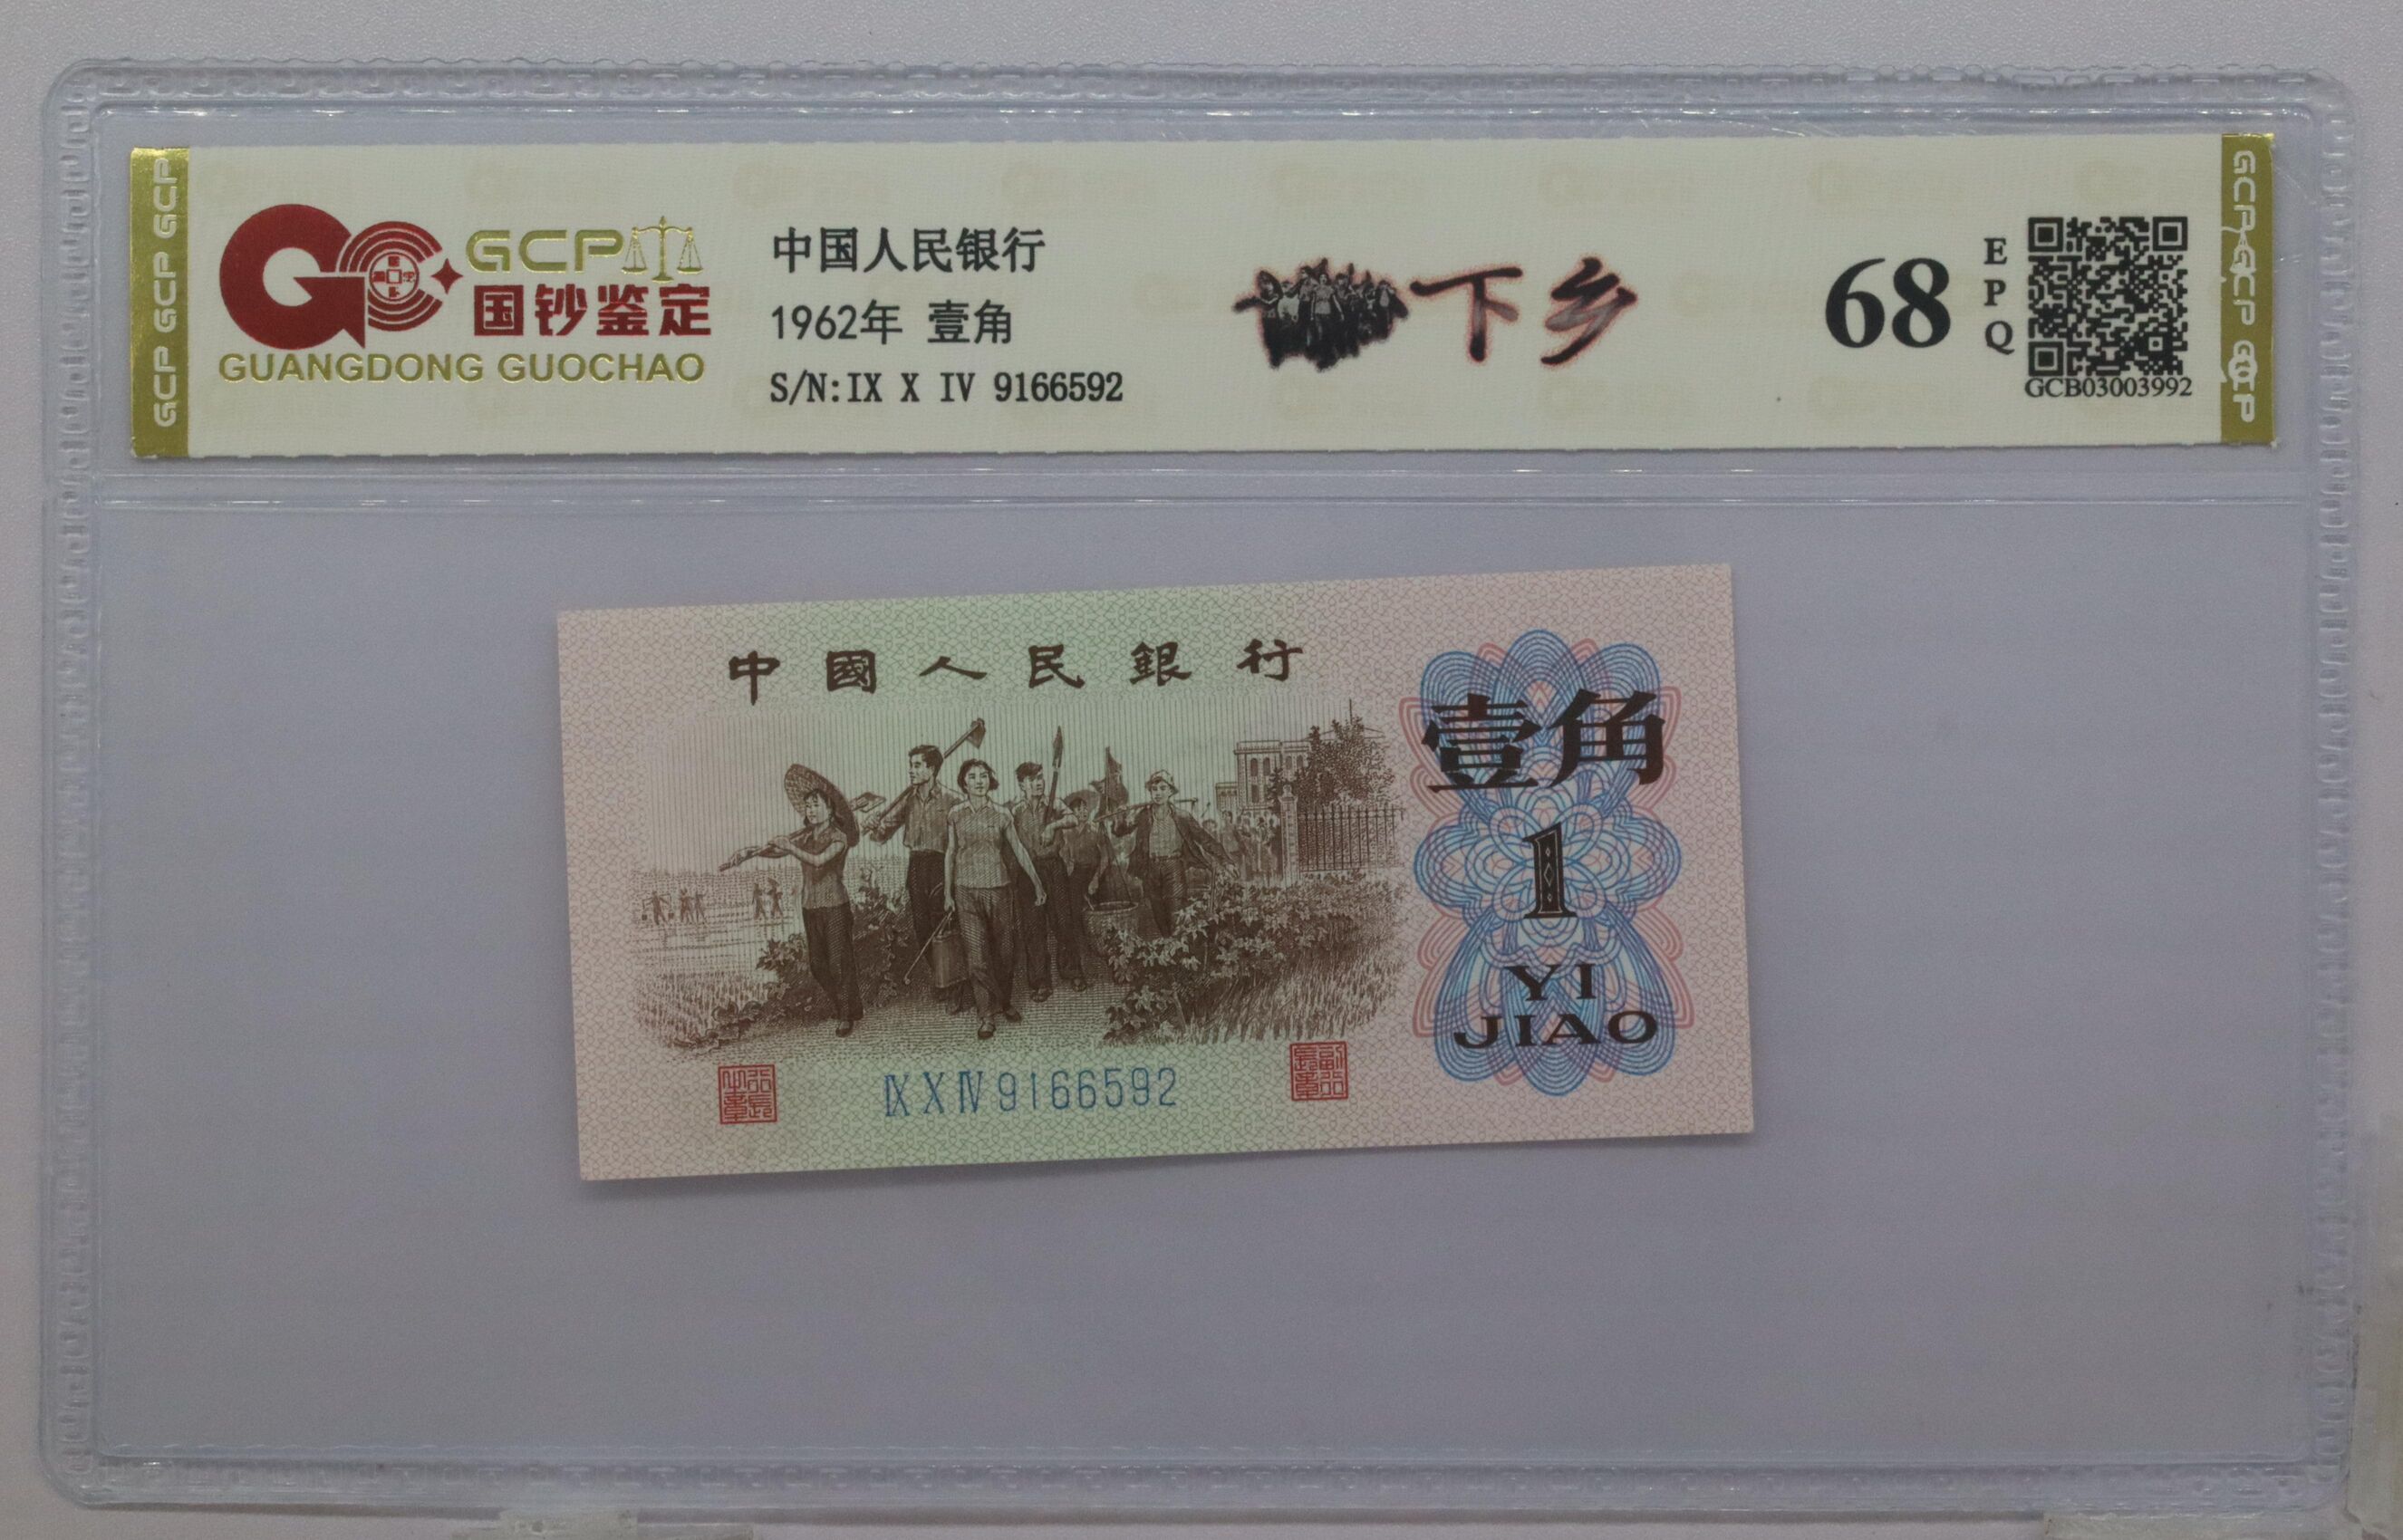 GCP GCP GCP
GCP
国钞鉴定
GUANGDONG GUOCHAO
中国人民银行
1962年 壹角
S/N:IX X IV 9166592
下乡
68
EPQ
GCB03003992
GCP GCP GCP
中國人民銀行
壹角
1
YI
JIAO
IX X IV 9166592